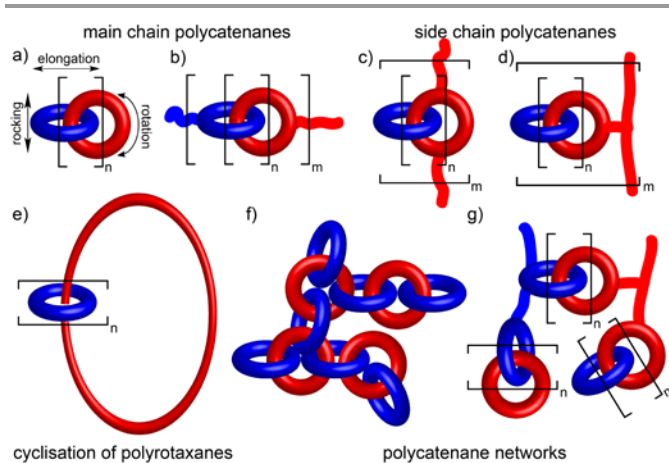 main chain polycatenanes
side chain polycatenanes
a)
elongation
rocking
rotation
n
b)
n
m
c)
n
m
d)
n
m
e)
n
f)
g)
n
n
cyclisation of polyrotaxanes
polycatenane networks